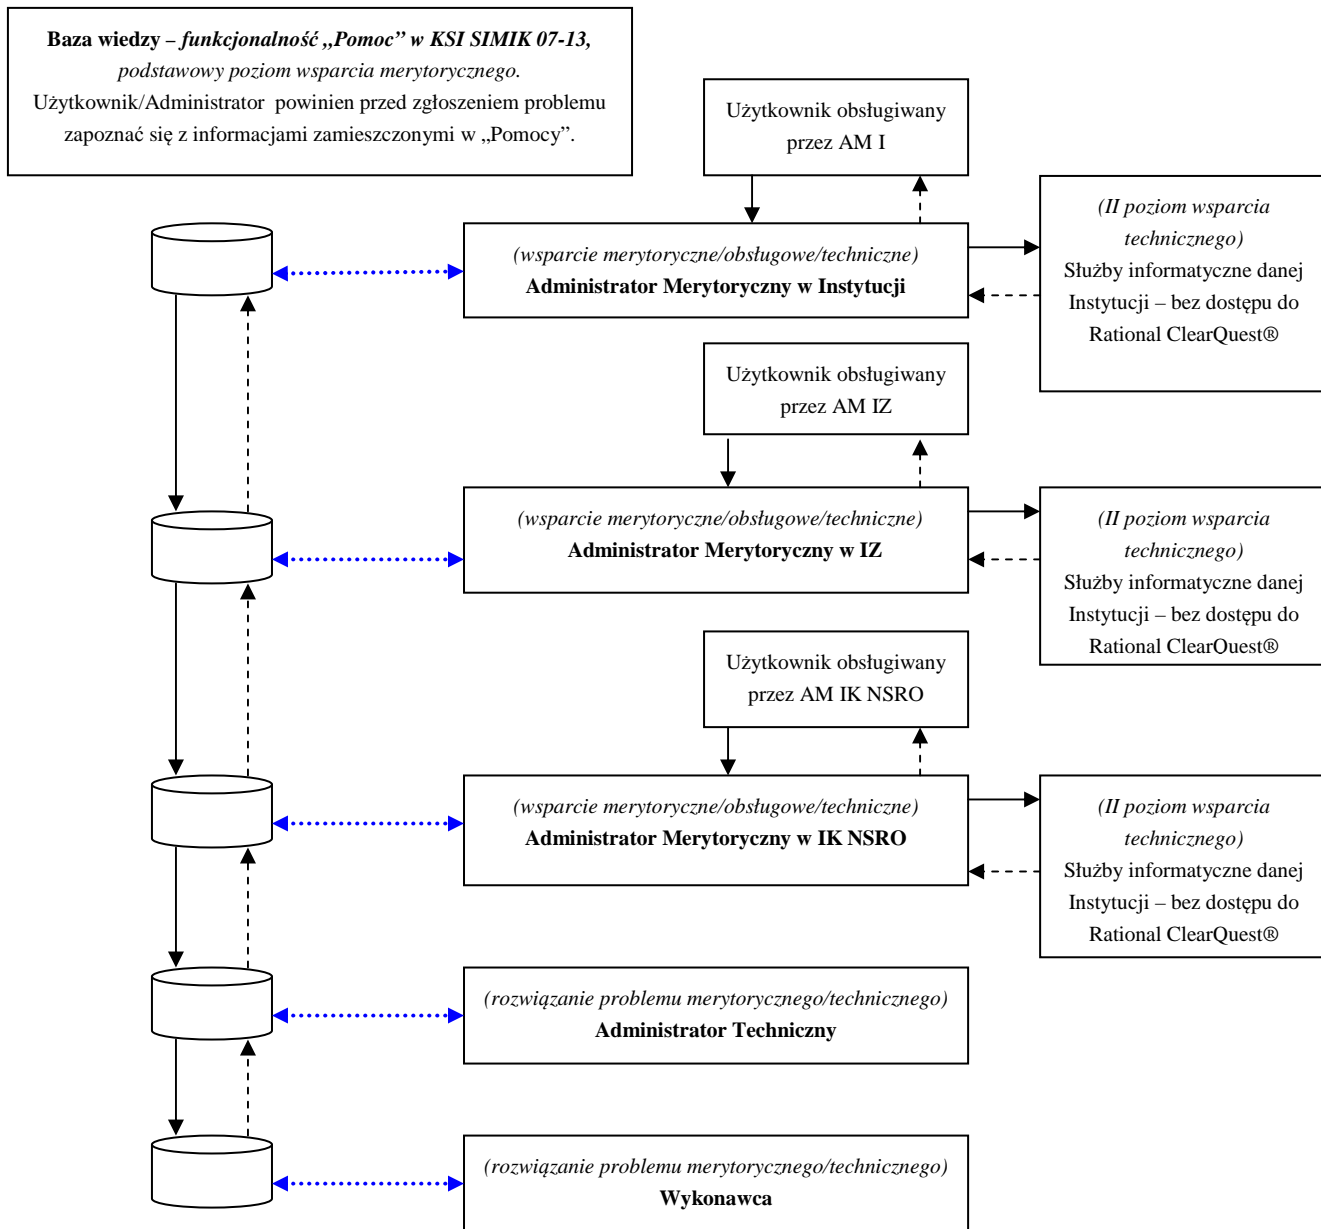 Baza wiedzy – funkcjonalność „Pomoc” w KSI SIMIK 07-13,
podstawowy poziom wsparcia merytorycznego.
Użytkownik/Administrator powinien przed zgłoszeniem problemu
zapoznać się z informacjami zamieszczonymi w „Pomocy”.
Użytkownik obsługiwany
przez AM I
(wsparcie merytoryczne/obsługowe/techniczne)
Administrator Merytoryczny w Instytucji
(II poziom wsparcia
technicznego)
Służby informatyczne danej
Instytucji – bez dostępu do
Rational ClearQuest®
Użytkownik obsługiwany
przez AM IZ
(wsparcie merytoryczne/obsługowe/techniczne)
Administrator Merytoryczny w IZ
(II poziom wsparcia
technicznego)
Służby informatyczne danej
Instytucji – bez dostępu do
Rational ClearQuest®
Użytkownik obsługiwany
przez AM IK NSRO
(wsparcie merytoryczne/obsługowe/techniczne)
Administrator Merytoryczny w IK NSRO
(II poziom wsparcia
technicznego)
Służby informatyczne danej
Instytucji – bez dostępu do
Rational ClearQuest®
(rozwiązanie problemu merytorycznego/technicznego)
Administrator Techniczny
(rozwiązanie problemu merytorycznego/technicznego)
Wykonawca